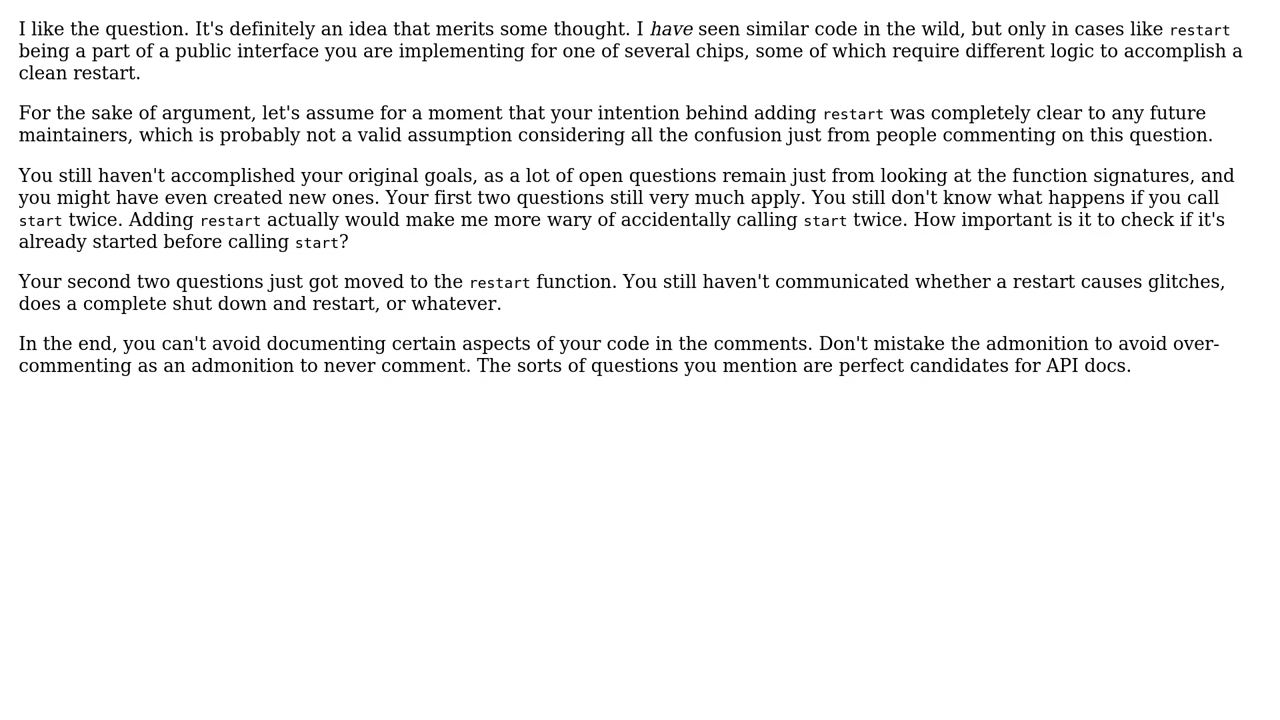 I like the question. It's definitely an idea that merits some thought. I have seen similar code in the wild, but only in cases like restart
being a part of a public interface you are implementing for one of several chips, some of which require different logic to accomplish a
clean restart.
For the sake of argument, let's assume for a moment that your intention behind adding restart was completely clear to any future
maintainers, which is probably not a valid assumption considering all the confusion just from people commenting on this question.
You still haven't accomplished your original goals, as a lot of open questions remain just from looking at the function signatures, and
you might have even created new ones. Your first two questions still very much apply. You still don't know what happens if you call
start twice. Adding restart actually would make me more wary of accidentally calling start twice. How important is it to check if it's
already started before calling start?
Your second two questions just got moved to the restart function. You still haven't communicated whether a restart causes glitches,
does a complete shut down and restart, or whatever.
In the end, you can't avoid documenting certain aspects of your code in the comments. Don't mistake the admonition to avoid over-
commenting as an admonition to never comment. The sorts of questions you mention are perfect candidates for API docs.